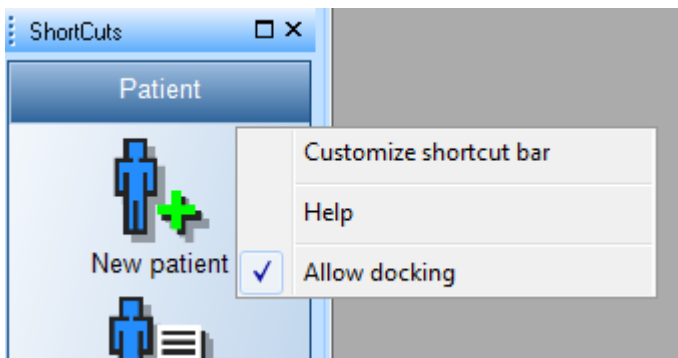 ShortCuts
Patient
Customize shortcut bar
Help
New patient
Allow docking